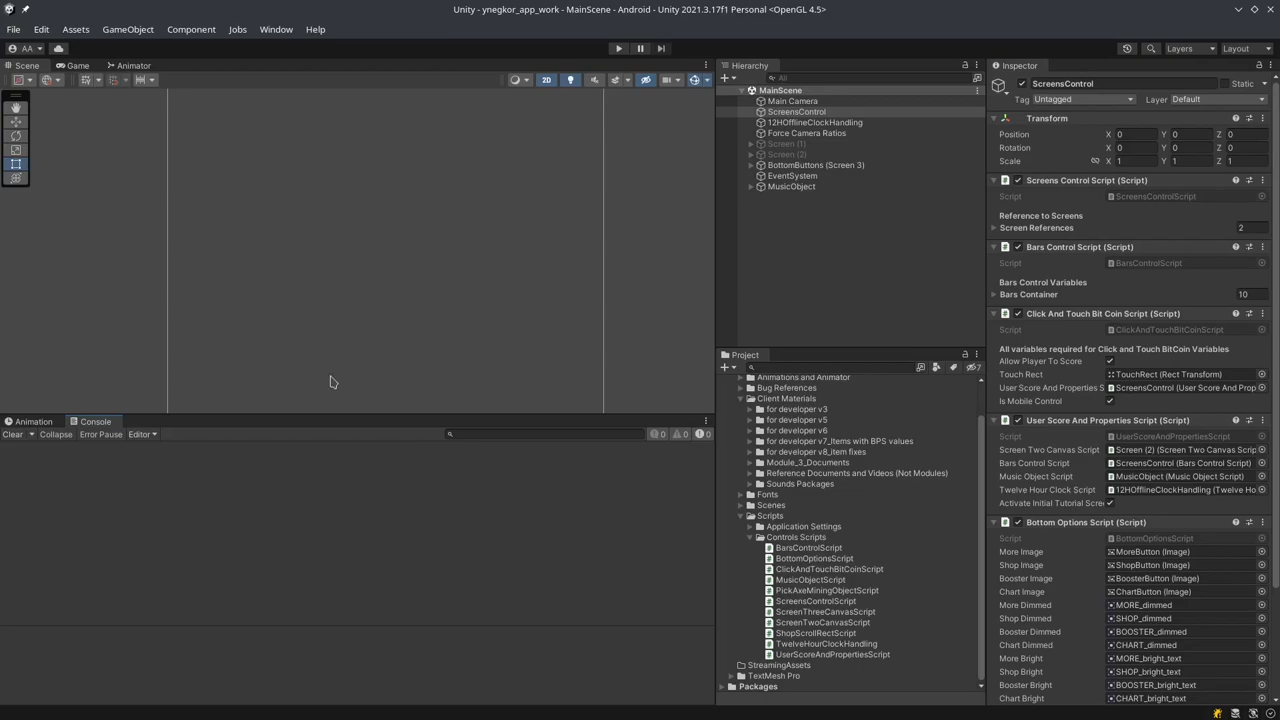 Unity - ynegkor_app_work - MainScene - Android - Unity 2021.3.17f1 Personal <OpenGL 4.5>
File Edit Assets GameObject Component Jobs Window Help
AA Layers Layout
Scene Game Animator
2D
Hierarchy
All
MainScene
Main Camera
ScreensControl
12HOfflineClockHandling
Force Camera Ratios
Screen (1)
Screen (2)
BottomButtons (Screen 3)
EventSystem
MusicObject
Animation Console
Clear Collapse Error Pause Editor 0 0 0
Project
7
Animations and Animator
Bug References
Client Materials
for developer v3
for developer v5
for developer v6
for developer v7_Items with BPS values
for developer v8_item fixes
Module_3_Documents
Reference Documents and Videos (Not Modules)
Sounds Packages
Fonts
Scenes
Scripts
Application Settings
Controls Scripts
BarsControlScript
BottomOptionsScript
ClickAndTouchBitCoinScript
MusicObjectScript
PickAxeMiningObjectScript
ScreensControlScript
ScreenThreeCanvasScript
ScreenTwoCanvasScript
ShopScrollRectScript
TwelveHourClockHandling
UserScoreAndPropertiesScript
StreamingAssets
TextMesh Pro
Packages
Inspector
ScreensControl Static
Tag Untagged Layer Default
Transform
Position X 0 Y 0 Z 0
Rotation X 0 Y 0 Z 0
Scale X 1 Y 1 Z 1
Screens Control Script (Script)
Script ScreensControlScript
Reference to Screens
Screen References 2
Bars Control Script (Script)
Script BarsControlScript
Bars Control Variables
Bars Container 10
Click And Touch Bit Coin Script (Script)
Script ClickAndTouchBitCoinScript
All variables required for Click and Touch BitCoin Variables
Allow Player To Score
Touch Rect TouchRect (Rect Transform)
User Score And Properties S ScreensControl (User Score And Prop
Is Mobile Control
User Score And Properties Script (Script)
Script UserScoreAndPropertiesScript
Screen Two Canvas Script Screen (2) (Screen Two Canvas Scrip
Bars Control Script ScreensControl (Bars Control Script)
Music Object Script MusicObject (Music Object Script)
Twelve Hour Clock Script 12HOfflineClockHandling (Twelve Ho
Activate Initial Tutorial Scree
Bottom Options Script (Script)
Script BottomOptionsScript
More Image MoreButton (Image)
Shop Image ShopButton (Image)
Booster Image BoosterButton (Image)
Chart Image ChartButton (Image)
More Dimmed MORE_dimmed
Shop Dimmed SHOP_dimmed
Booster Dimmed BOOSTER_dimmed
Chart Dimmed CHART_dimmed
More Bright MORE_bright_text
Shop Bright SHOP_bright_text
Booster Bright BOOSTER_bright_text
Chart Bright CHART_bright_text